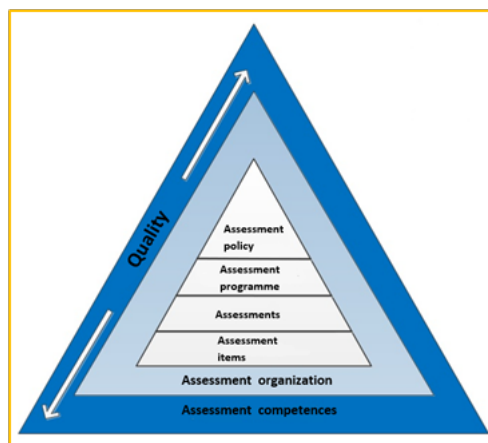 Quality
Assessment
policy
Assessment
programme
Assessments
Assessment
items
Assessment organization
Assessment competences